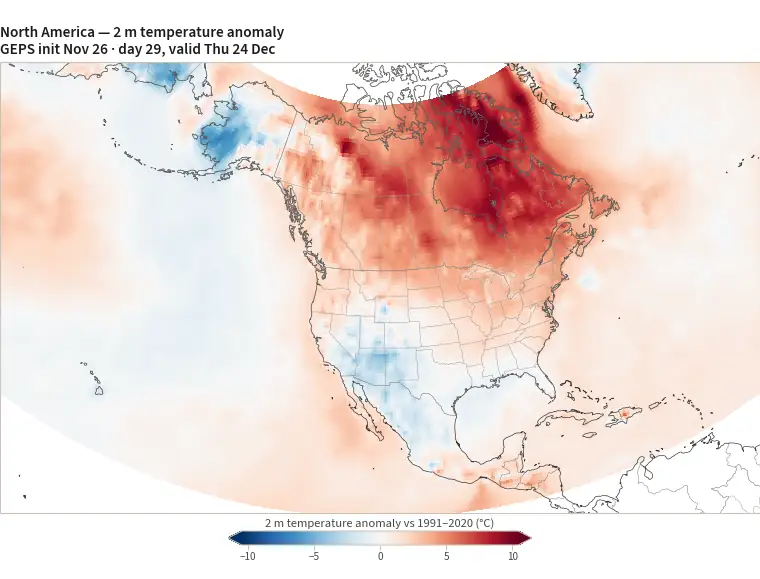 North America — 2 m temperature anomaly
GEPS init Nov 26 · day 29, valid Thu 24 Dec
2 m temperature anomaly vs 1991–2020 (°C)
−10 −5 0 5 10